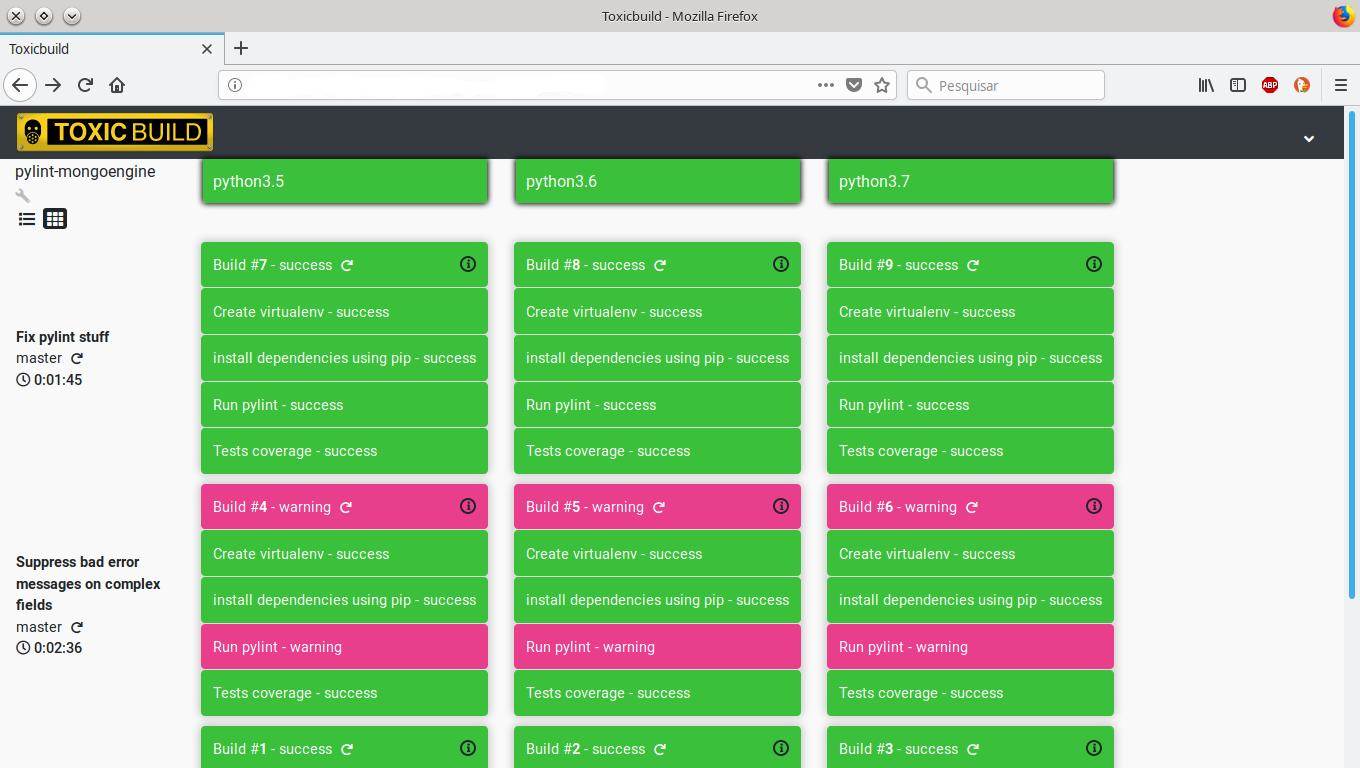 Toxicbuild - Mozilla Firefox
Toxicbuild
Pesquisar
ABP
TOXICBUILD
pylint-mongoengine
python3.5
python3.6
python3.7
Fix pylint stuff
master
0:01:45
Build #7 - success
Create virtualenv - success
install dependencies using pip - success
Run pylint - success
Tests coverage - success
Build #8 - success
Create virtualenv - success
install dependencies using pip - success
Run pylint - success
Tests coverage - success
Build #9 - success
Create virtualenv - success
install dependencies using pip - success
Run pylint - success
Tests coverage - success
Suppress bad error
messages on complex
fields
master
0:02:36
Build #4 - warning
Create virtualenv - success
install dependencies using pip - success
Run pylint - warning
Tests coverage - success
Build #5 - warning
Create virtualenv - success
install dependencies using pip - success
Run pylint - warning
Tests coverage - success
Build #6 - warning
Create virtualenv - success
install dependencies using pip - success
Run pylint - warning
Tests coverage - success
Build #1 - success
Build #2 - success
Build #3 - success